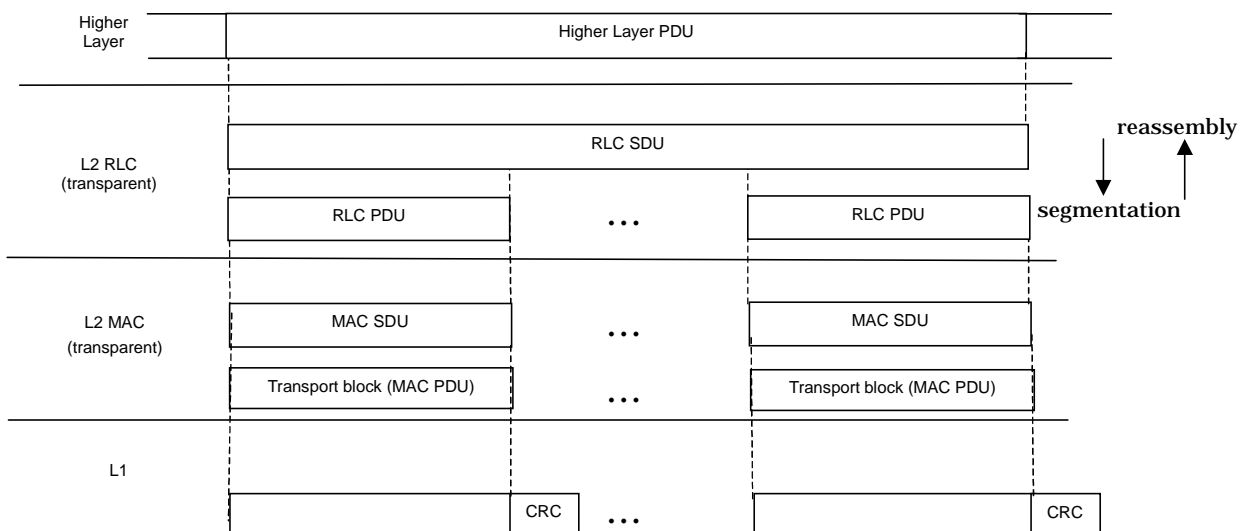 Higher
Layer
Higher Layer PDU
RLC SDU
reassembly
L2 RLC
(transparent)
RLC PDU
...
RLC PDU
segmentation
L2 MAC
(transparent)
MAC SDU
...
MAC SDU
Transport block (MAC PDU)
...
Transport block (MAC PDU)
L1
CRC
...
CRC